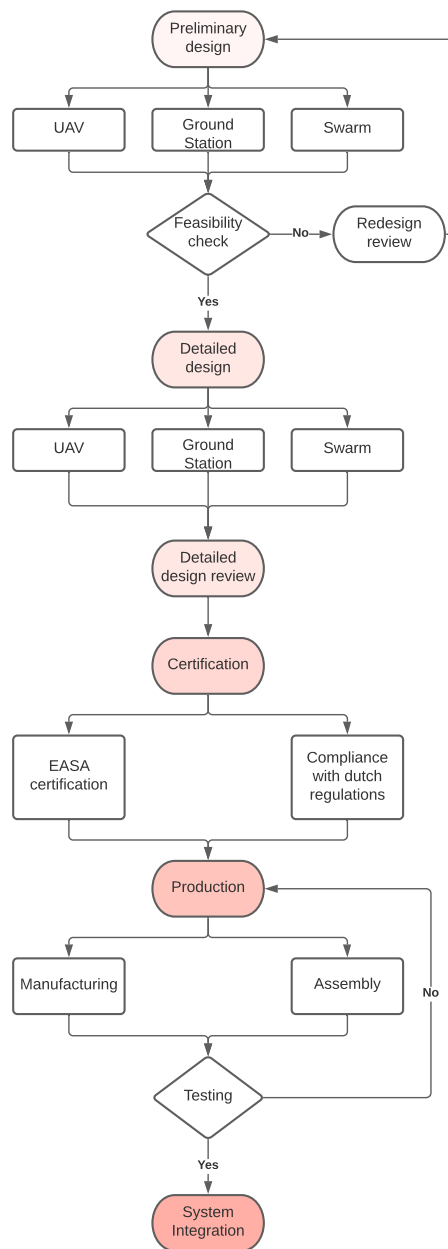 Preliminary
design
UAV
Ground
Station
Swarm
Feasibility
check
No
Redesign
review
Yes
Detailed
design
UAV
Ground
Station
Swarm
Detailed
design review
Certification
EASA
certification
Compliance
with dutch
regulations
Production
Manufacturing
Assembly
No
Testing
Yes
System
Integration